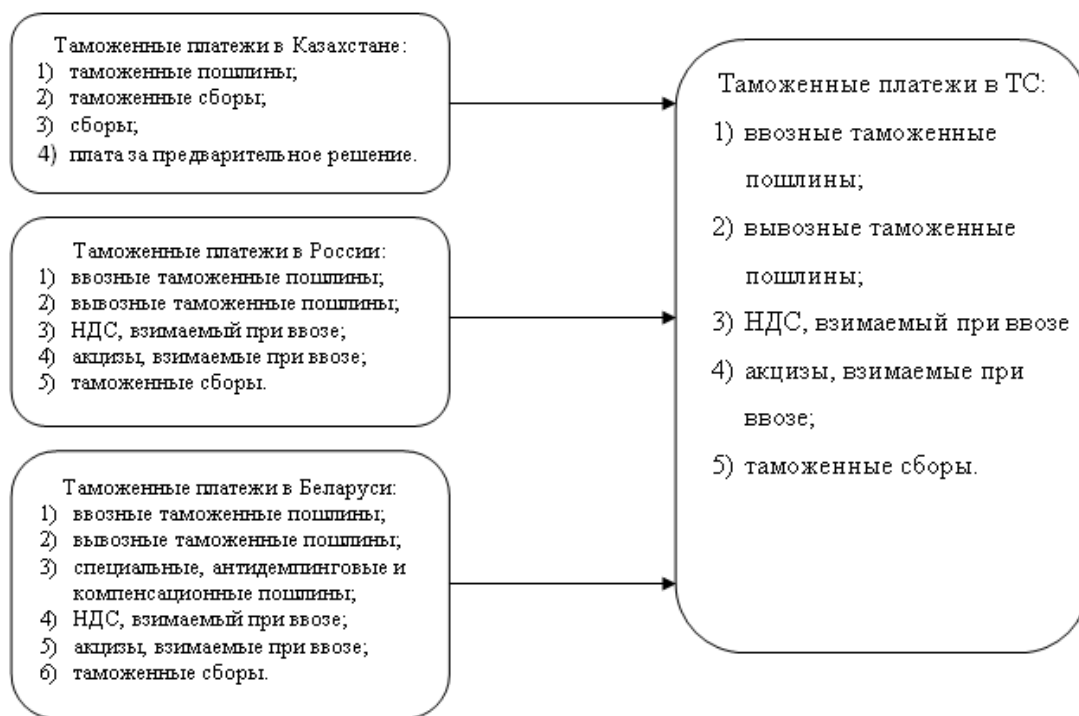 Таможенные платежи в Казахстане:
1) таможенные пошлины;
2) таможенные сборы;
3) сборы;
4) плата за предварительное решение.
Таможенные платежи в России:
1) ввозные таможенные пошлины;
2) вывозные таможенные пошлины;
3) НДС, взимаемый при ввозе;
4) акцизы, взимаемые при ввозе;
5) таможенные сборы.
Таможенные платежи в Беларуси:
1) ввозные таможенные пошлины;
2) вывозные таможенные пошлины;
3) специальные, антидемпинговые и
компенсационные пошлины;
4) НДС, взимаемый при ввозе;
5) акцизы, взимаемые при ввозе;
6) таможенные сборы.
Таможенные платежи в ТС:
1) ввозные таможенные
пошлины;
2) вывозные таможенные
пошлины;
3) НДС, взимаемый при ввозе
4) акцизы, взимаемые при
ввозе;
5) таможенные сборы.